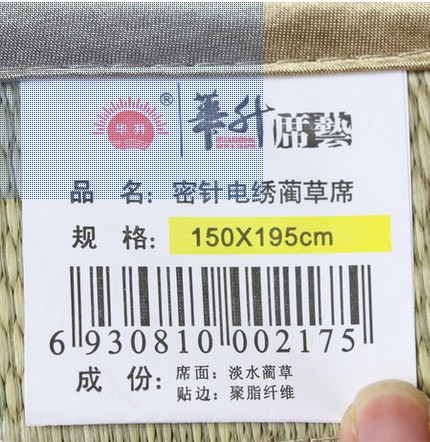 华升® 華升席藝
品 名: 密针电绣蔺草席
规 格: 150X195cm
6 930810 002175
成 份: 席面: 淡水蔺草
贴边: 聚脂纤维